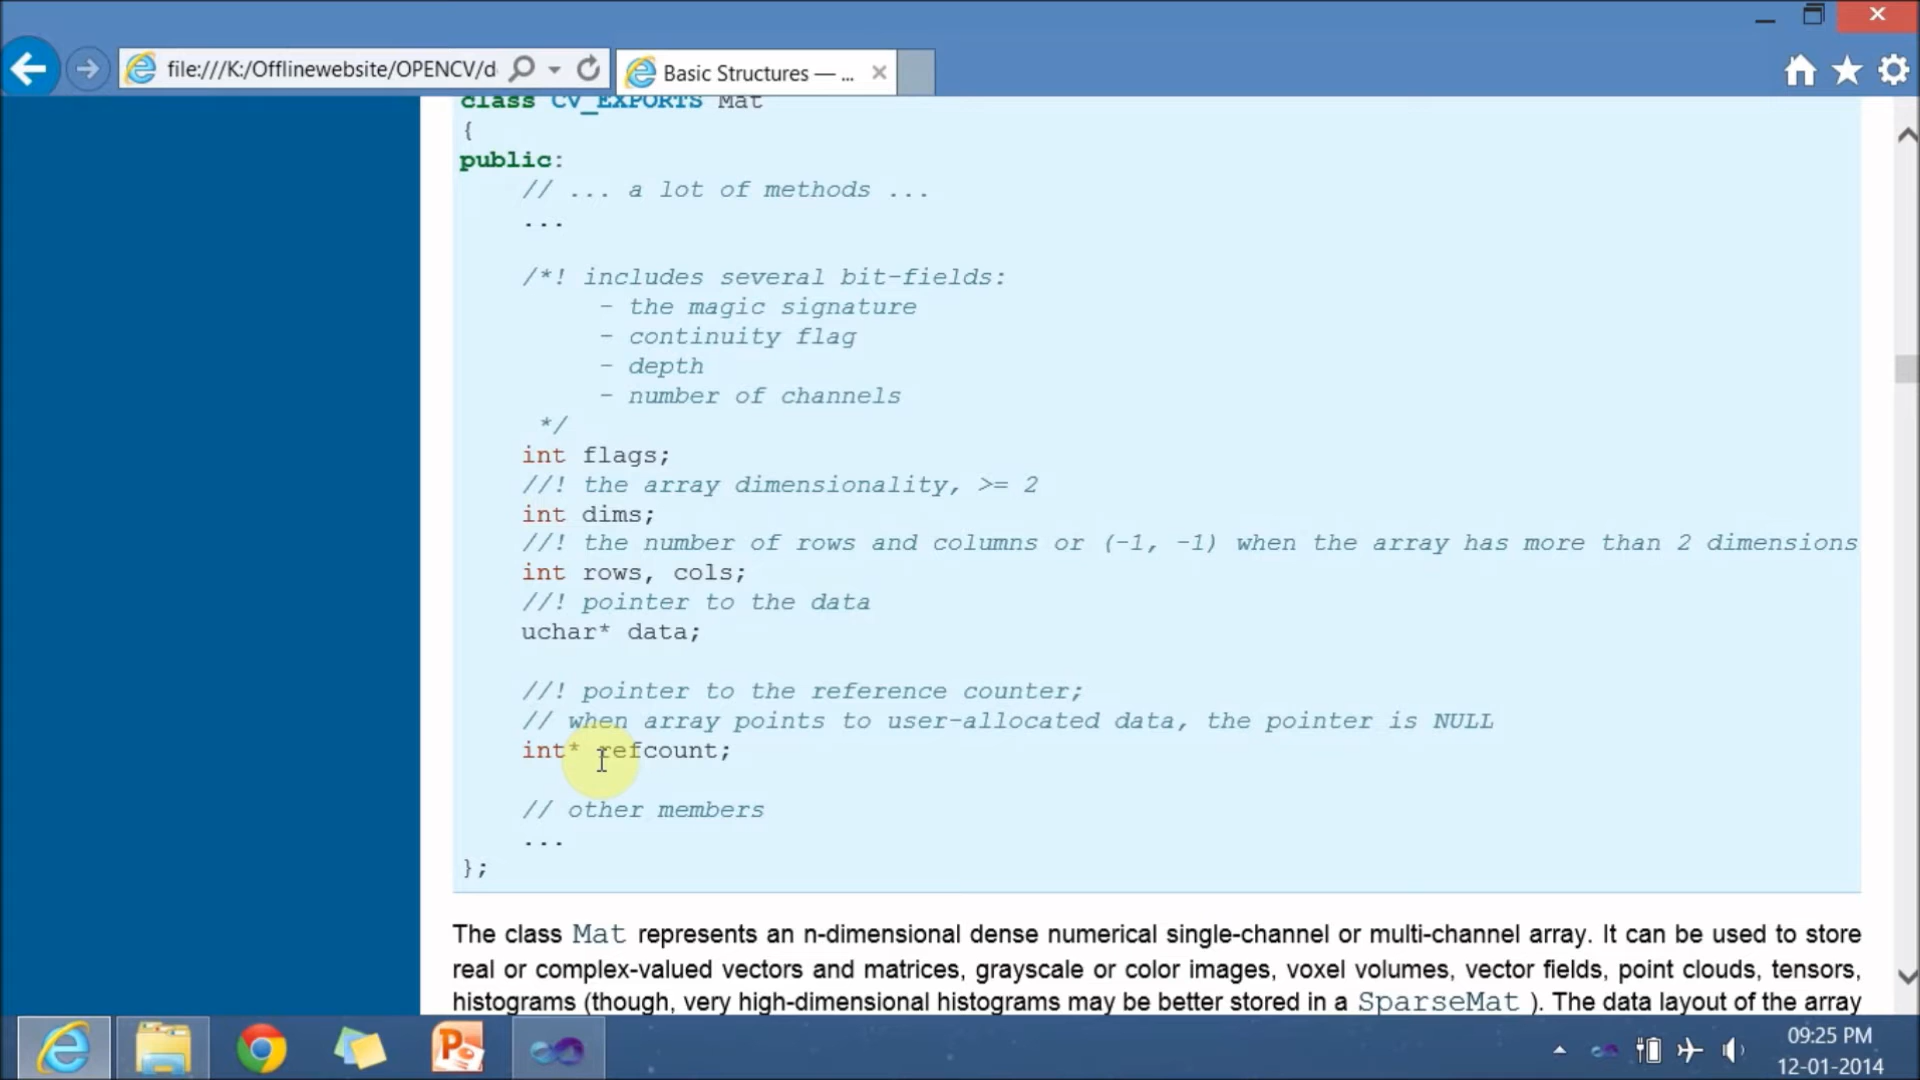 file:///K:/Offlinewebsite/OPENCV/d
Basic Structures — ...
class CV_EXPORTS Mat
{
public:
// ... a lot of methods ...
...
/*! includes several bit-fields:
- the magic signature
- continuity flag
- depth
- number of channels
*/
int flags;
//! the array dimensionality, >= 2
int dims;
//! the number of rows and columns or (-1, -1) when the array has more than 2 dimensions
int rows, cols;
//! pointer to the data
uchar* data;
//! pointer to the reference counter;
// when array points to user-allocated data, the pointer is NULL
int* refcount;
// other members
...
};
The class Mat represents an n-dimensional dense numerical single-channel or multi-channel array. It can be used to store
real or complex-valued vectors and matrices, grayscale or color images, voxel volumes, vector fields, point clouds, tensors,
histograms (though, very high-dimensional histograms may be better stored in a SparseMat ). The data layout of the array
09:25 PM
12-01-2014